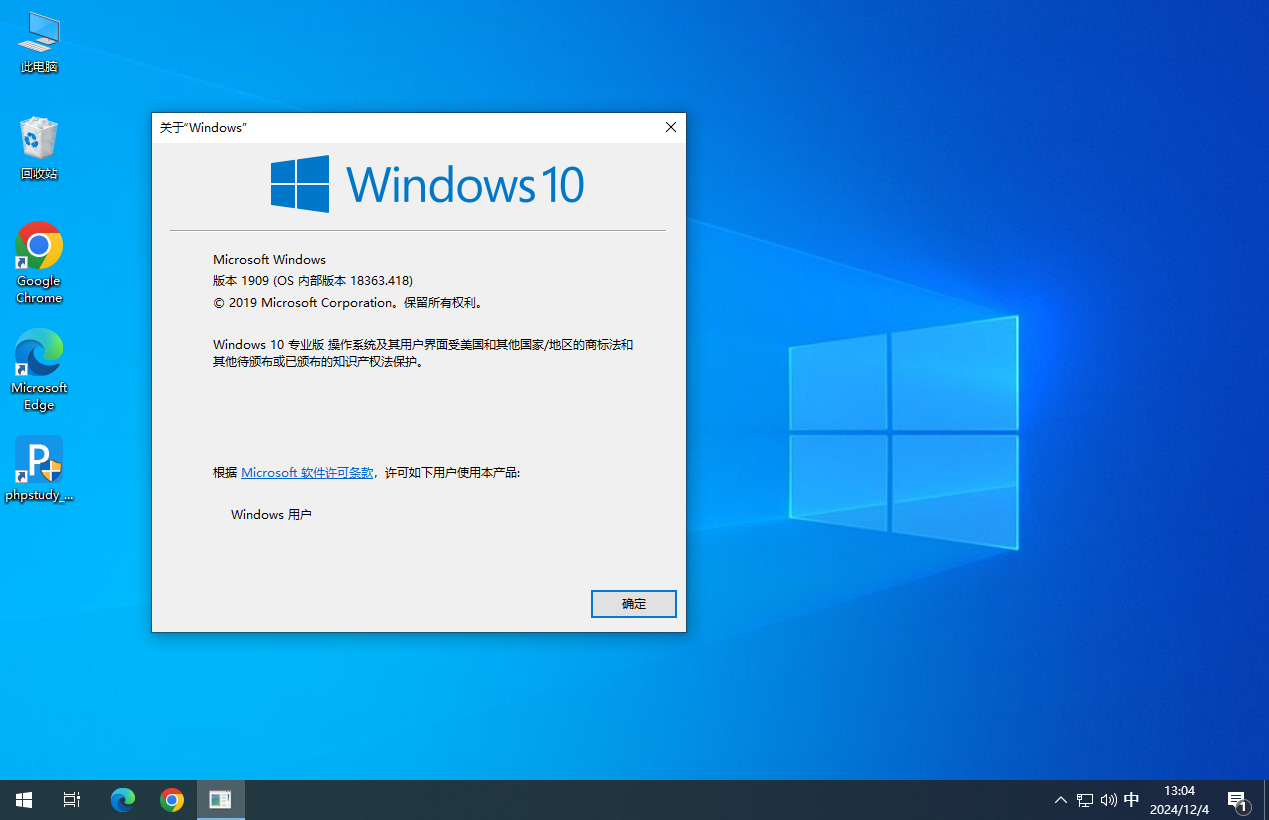 此电脑
回收站
Google
Chrome
Microsoft
Edge
phpstudy_...
关于“Windows”
Windows 10
Microsoft Windows
版本 1909 (OS 内部版本 18363.418)
© 2019 Microsoft Corporation。保留所有权利。
Windows 10 专业版 操作系统及其用户界面受美国和其他国家/地区的商标法和
其他待颁布或已颁布的知识产权法保护。
根据 Microsoft 软件许可条款，许可如下用户使用本产品:
Windows 用户
确定
中
13:04
2024/12/4
1